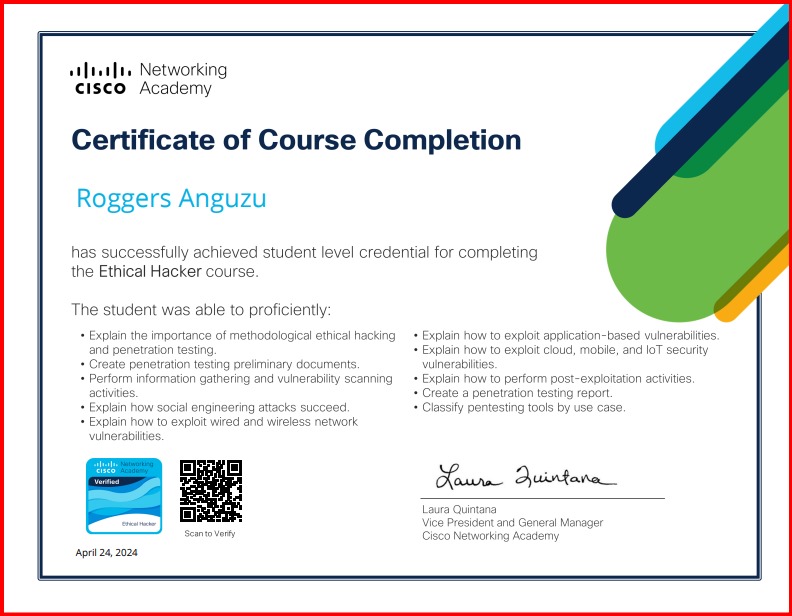 Networking
CISCO Academy
Certificate of Course Completion
Roggers Anguzu
has successfully achieved student level credential for completing
the Ethical Hacker course.
The student was able to proficiently:
• Explain the importance of methodological ethical hacking
and penetration testing.
• Create penetration testing preliminary documents.
• Perform information gathering and vulnerability scanning
activities.
• Explain how social engineering attacks succeed.
• Explain how to exploit wired and wireless network
vulnerabilities.
• Explain how to exploit application-based vulnerabilities.
• Explain how to exploit cloud, mobile, and IoT security
vulnerabilities.
• Explain how to perform post-exploitation activities.
• Create a penetration testing report.
• Classify pentesting tools by use case.
Networking
CISCO Academy
Verified
Ethical Hacker
Scan to Verify
April 24, 2024
Laura Quintana
Laura Quintana
Vice President and General Manager
Cisco Networking Academy